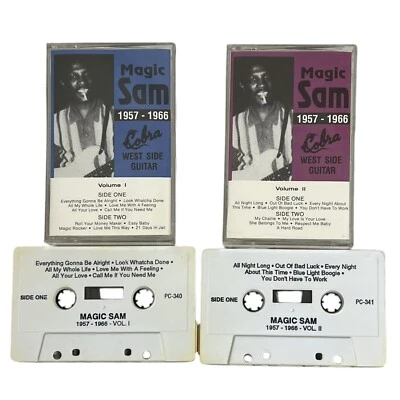 Magic
Sam
1957 - 1966
Cobra
WEST SIDE
GUITAR
Volume I
SIDE ONE
Everything Gonna Be Alright • Look Whatcha Done
All My Whole Life • Love Me With A Feeling
All Your Love • Call Me If You Need Me
SIDE TWO
Roll Your Money Maker • Easy Baby
Magic Rocker • Love Me This Way • 21 Days In Jail
Magic
Sam
1957 - 1966
Cobra
WEST SIDE
GUITAR
Volume II
SIDE ONE
All Night Long • Out Of Bad Luck • Every Night About
This Time • Blue Light Boogie • You Don't Have To Work
SIDE TWO
My Charlie • My Love Is Your Love
She Belongs To Me • Respect Me Baby
A Hard Road
Everything Gonna Be Alright • Look Whatcha Done
All My Whole Life • Love Me With A Feeling
All Your Love • Call Me If You Need Me
SIDE ONE
PC-340
MAGIC SAM
1957 - 1966 - VOL. I
All Night Long • Out Of Bad Luck • Every Night
About This Time • Blue Light Boogie •
You Don't Have To Work
SIDE ONE
PC-341
MAGIC SAM
1957 - 1966 - VOL. II